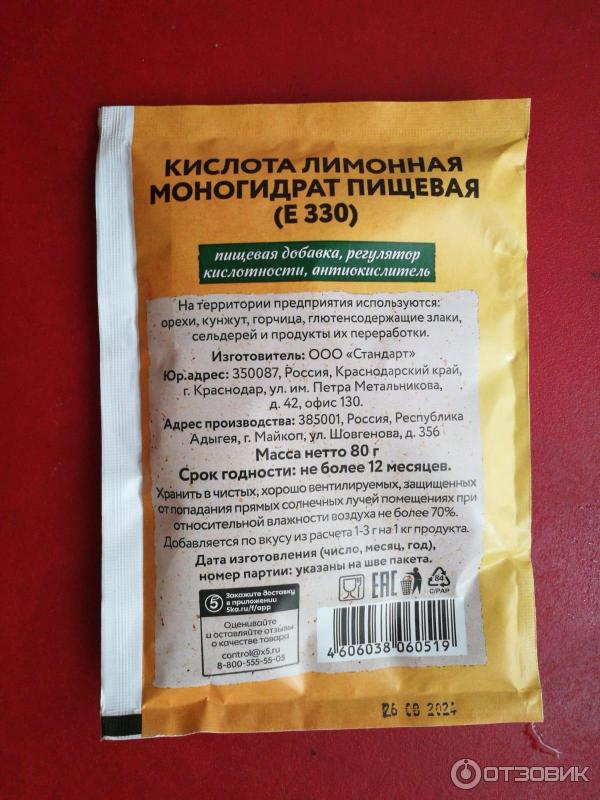 КИСЛОТА ЛИМОННАЯ
МОНОГИДРАТ ПИЩЕВАЯ
(Е 330)
пищевая добавка, регулятор
кислотности, антиокислитель
На территории предприятия используются:
орехи, кунжут, горчица, глютенсодержащие злаки,
сельдерей и продукты их переработки.
Изготовитель: ООО «Стандарт»
Юр.адрес: 350087, Россия, Краснодарский край,
г. Краснодар, ул. им. Петра Метальникова,
д. 42, офис 130.
Адрес производства: 385001, Россия, Республика
Адыгея, г. Майкоп, ул. Шовгенова, д. 356
Масса нетто 80 г
Срок годности: не более 12 месяцев.
Хранить в чистых, хорошо вентилируемых, защищенных
от попадания прямых солнечных лучей помещениях при
относительной влажности воздуха не более 70%.
Добавляется по вкусу из расчета 1-3 г на 1 кг продукта.
Дата изготовления (число, месяц, год),
номер партии: указаны на шве пакета.
5 Закажите доставку
в приложении
5ka.ru/f/app
Оценивайте
и оставляйте отзывы
о качестве товара
control@x5.ru
8-800-555-55-05
EAC
84
C/PAP
4606038 060519
26 08 2024
ОТЗОВИК